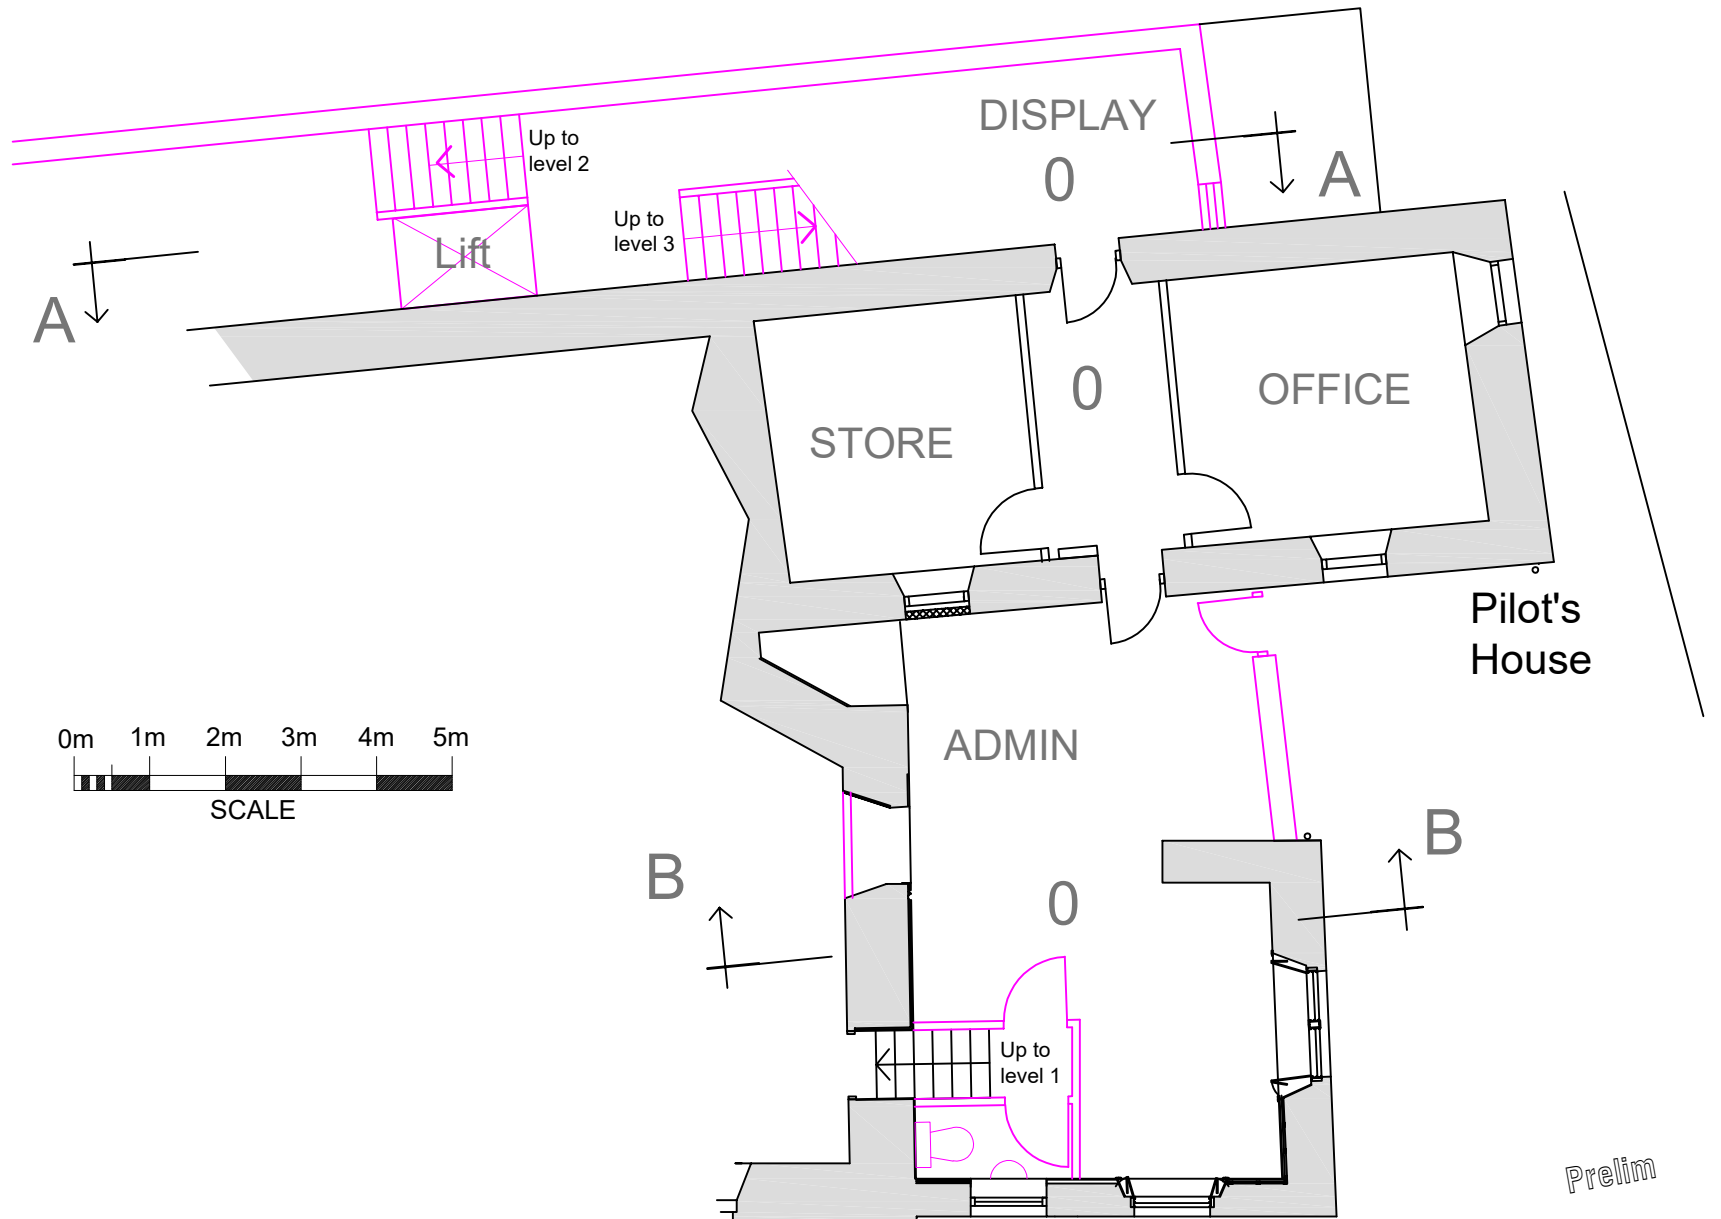 DISPLAY
0
Up to
level 2
A
Up to
level 3
Lift
A
0
OFFICE
STORE
Pilot's
House
0m 1m 2m 3m 4m 5m
SCALE
ADMIN
B
B
0
Up to
level 1
Prelim